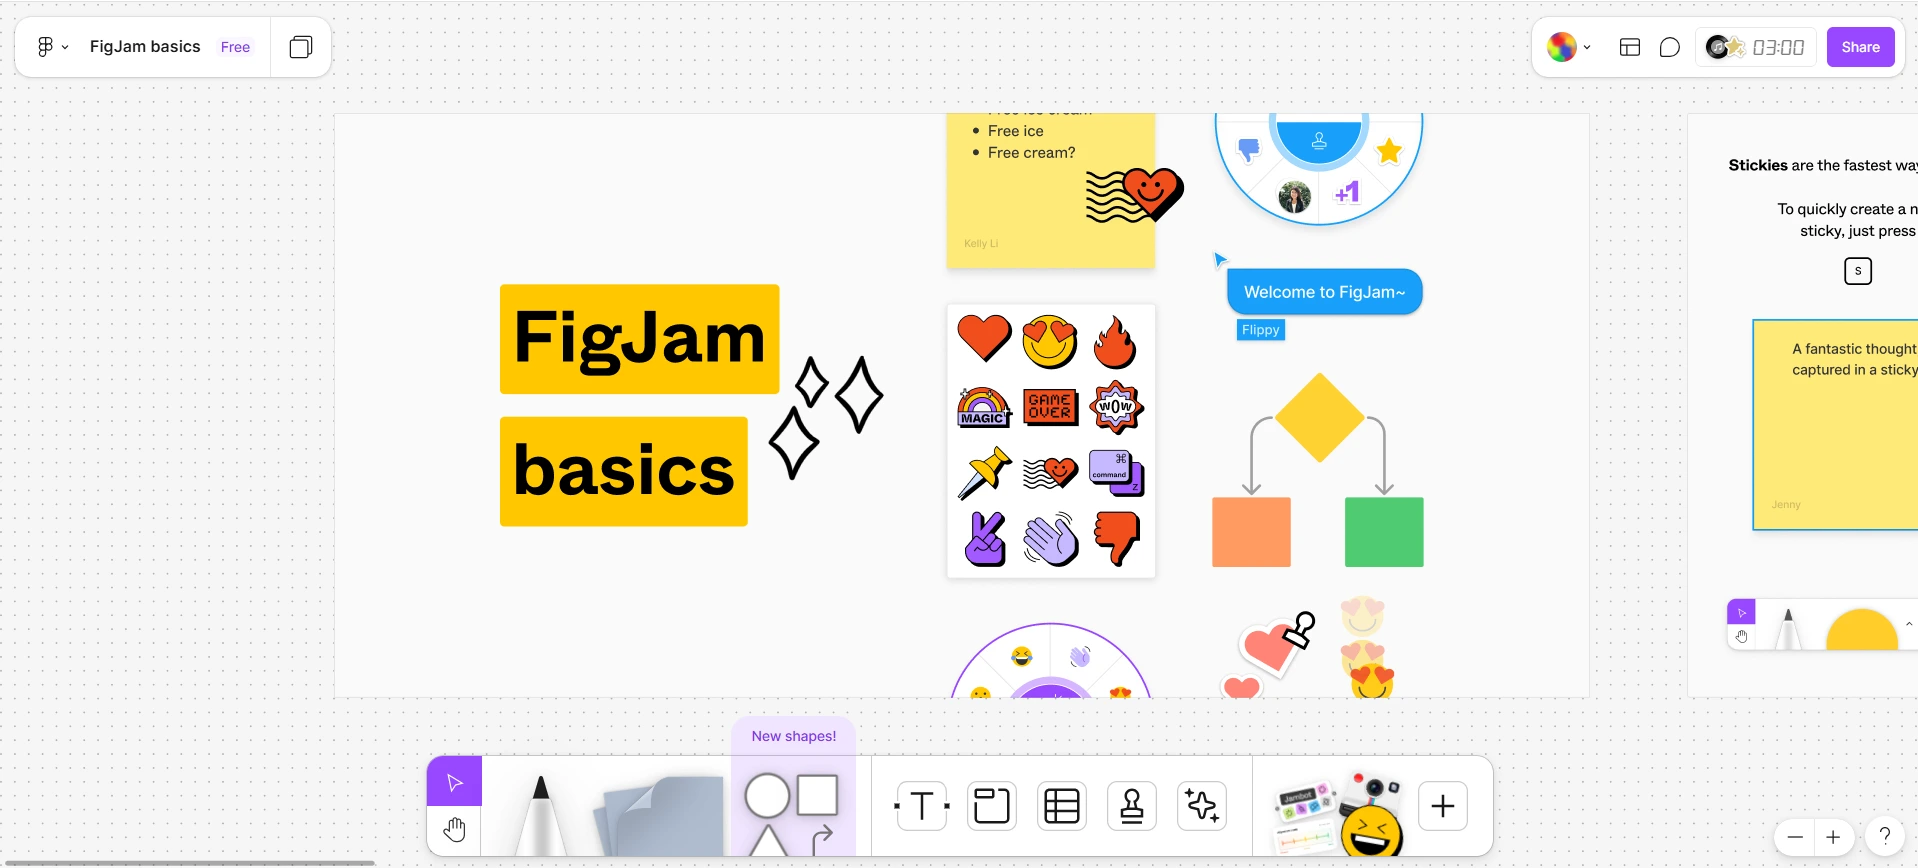 FigJam basics Free
03:00 Share
Free ice
Free cream?
Kelly Li
+1
Welcome to FigJam~
Flippy
FigJam
basics
MAGIC
GAME
OVER
WOW
⌘
command
Z
Stickies are the fastest way
To quickly create a n
sticky, just press
S
A fantastic thought
captured in a sticky
Jenny
New shapes!
T
Jambot
?